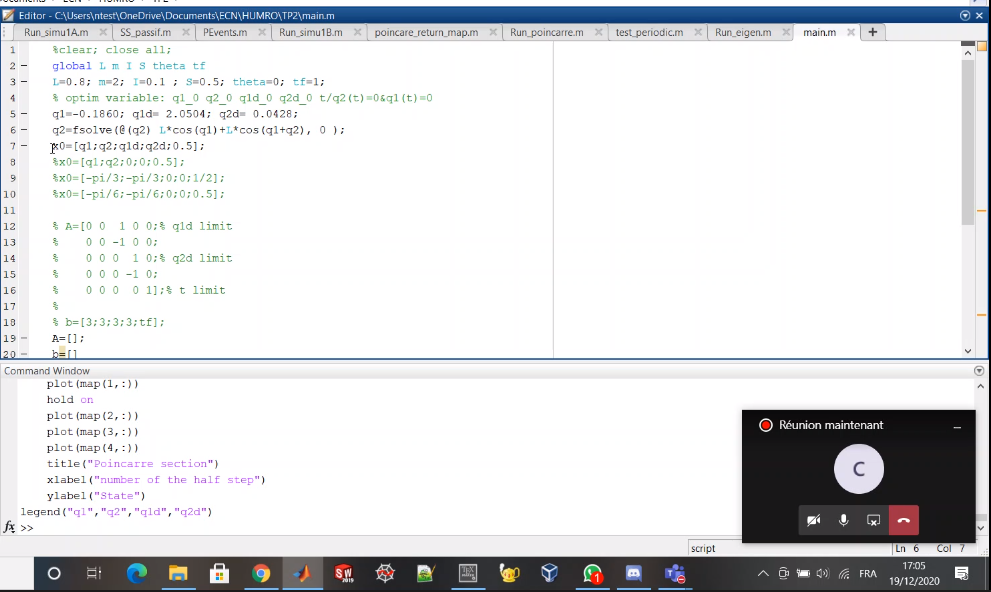 Documents > ECN > HUMRO > TP2 >
Editor - C:\Users\ntest\OneDrive\Documents\ECN\HUMRO\TP2\main.m
Run_simu1A.m SS_passif.m PEvents.m Run_simu1B.m poincare_return_map.m Run_poincarre.m test_periodic.m Run_eigen.m main.m
1 %clear; close all;
2 - global L m I S theta tf
3 - L=0.8; m=2; I=0.1 ; S=0.5; theta=0; tf=1;
4 % optim variable: q1_0 q2_0 q1d_0 q2d_0 t/q2(t)=0&q1(t)=0
5 - q1=-0.1860; q1d= 2.0504; q2d= 0.0428;
6 - q2=fsolve(@(q2) L*cos(q1)+L*cos(q1+q2), 0 );
7 - x0=[q1;q2;q1d;q2d;0.5];
8 %x0=[q1;q2;0;0;0.5];
9 %x0=[-pi/3;-pi/3;0;0;1/2];
10 %x0=[-pi/6;-pi/6;0;0;0.5];
11
12 % A=[0 0 1 0 0;% q1d limit
13 % 0 0 -1 0 0;
14 % 0 0 0 1 0;% q2d limit
15 % 0 0 0 -1 0;
16 % 0 0 0 0 1];% t limit
17 %
18 % b=[3;3;3;3;tf];
19 - A=[];
20 - b=[]
Command Window
plot(map(1,:))
hold on
plot(map(2,:))
plot(map(3,:))
plot(map(4,:))
title("Poincarre section")
xlabel("number of the half step")
ylabel("State")
legend("q1","q2","q1d","q2d")
fx >>
Réunion maintenant
C
script Ln 6 Col 7
FRA 17:05
19/12/2020